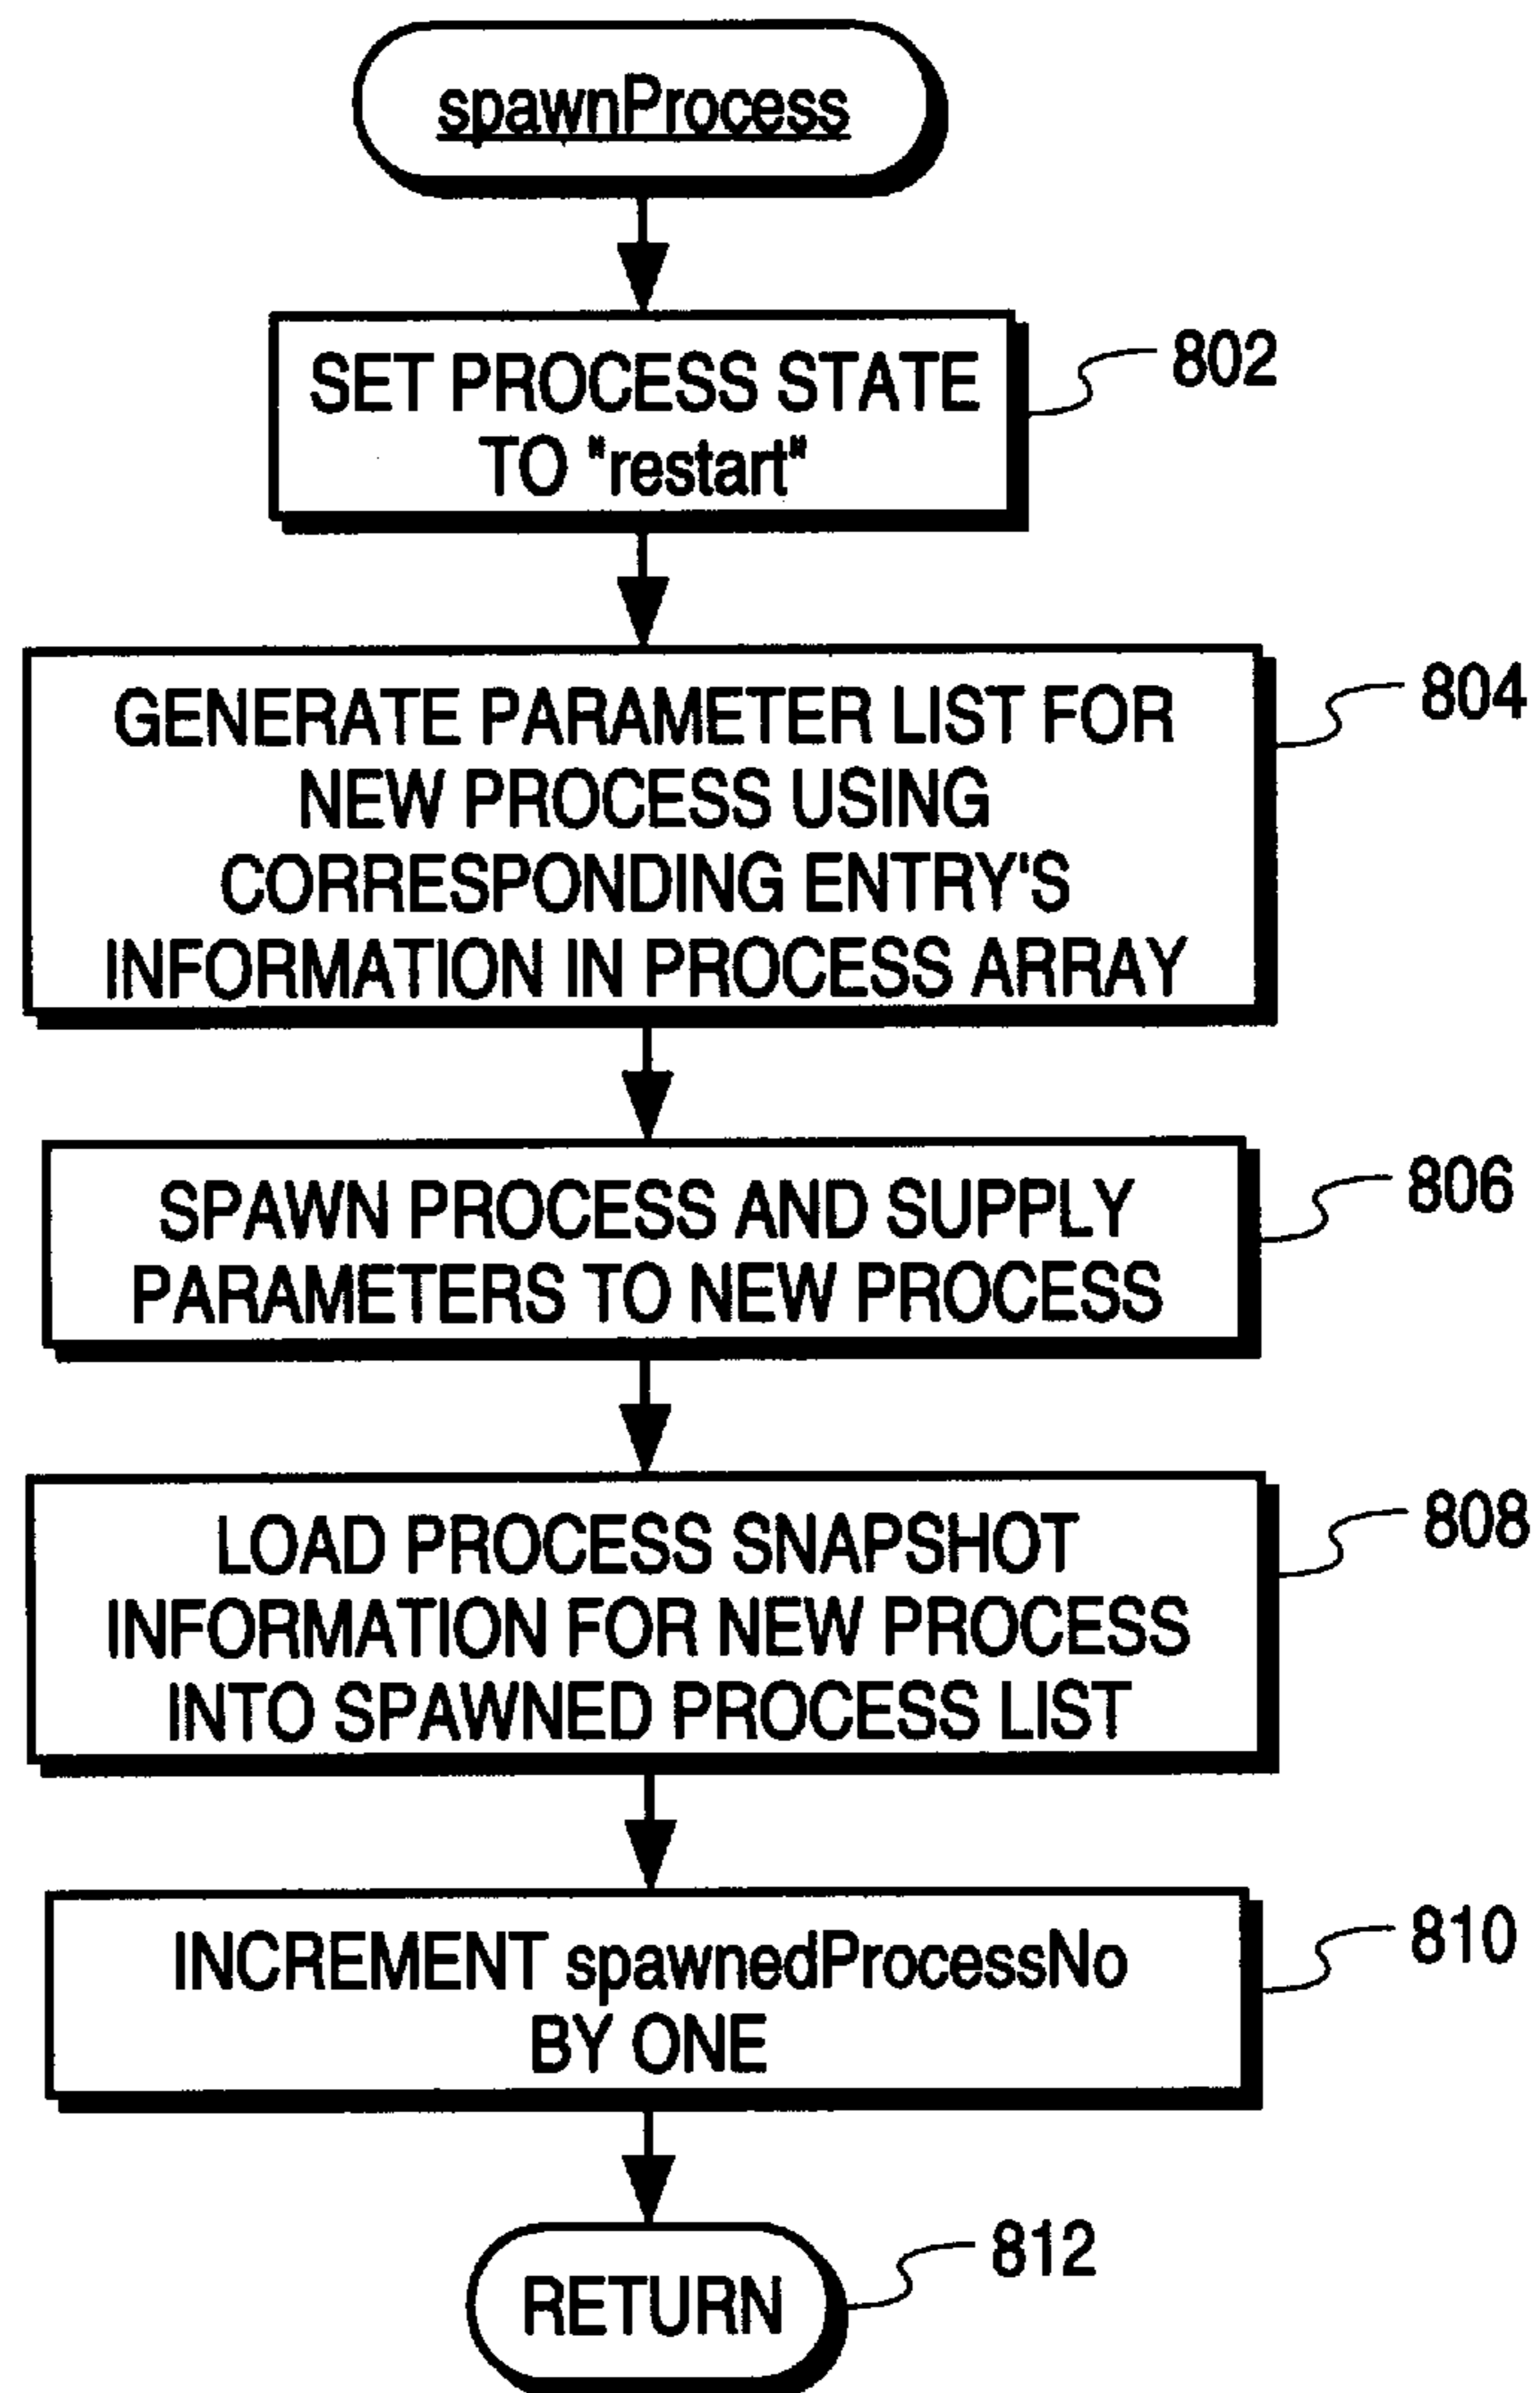 spawnProcess
SET PROCESS STATE
TO "restart"
802
GENERATE PARAMETER LIST FOR
NEW PROCESS USING
CORRESPONDING ENTRY'S
INFORMATION IN PROCESS ARRAY
804
SPAWN PROCESS AND SUPPLY
PARAMETERS TO NEW PROCESS
806
LOAD PROCESS SNAPSHOT
INFORMATION FOR NEW PROCESS
INTO SPAWNED PROCESS LIST
808
INCREMENT spawnedProcessNo
BY ONE
810
RETURN
812